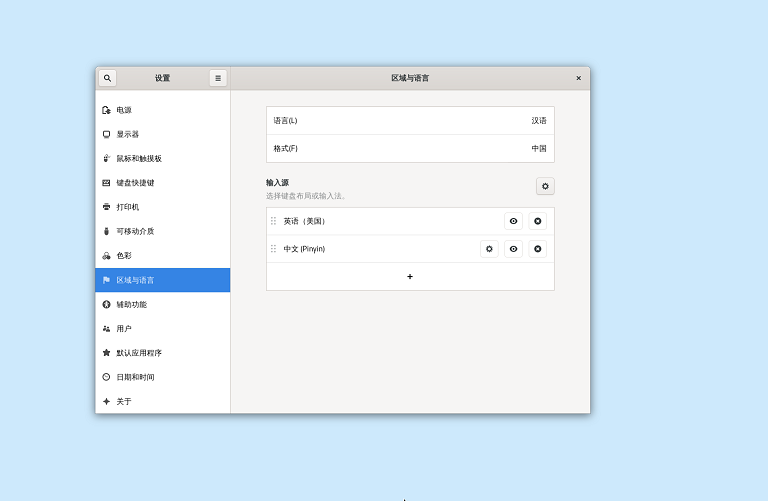 设置
区域与语言
电源
显示器
鼠标和触摸板
键盘快捷键
打印机
可移动介质
色彩
区域与语言
辅助功能
用户
默认应用程序
日期和时间
关于
语言(L) 汉语
格式(F) 中国
输入源
选择键盘布局或输入法。
英语（美国）
中文 (Pinyin)